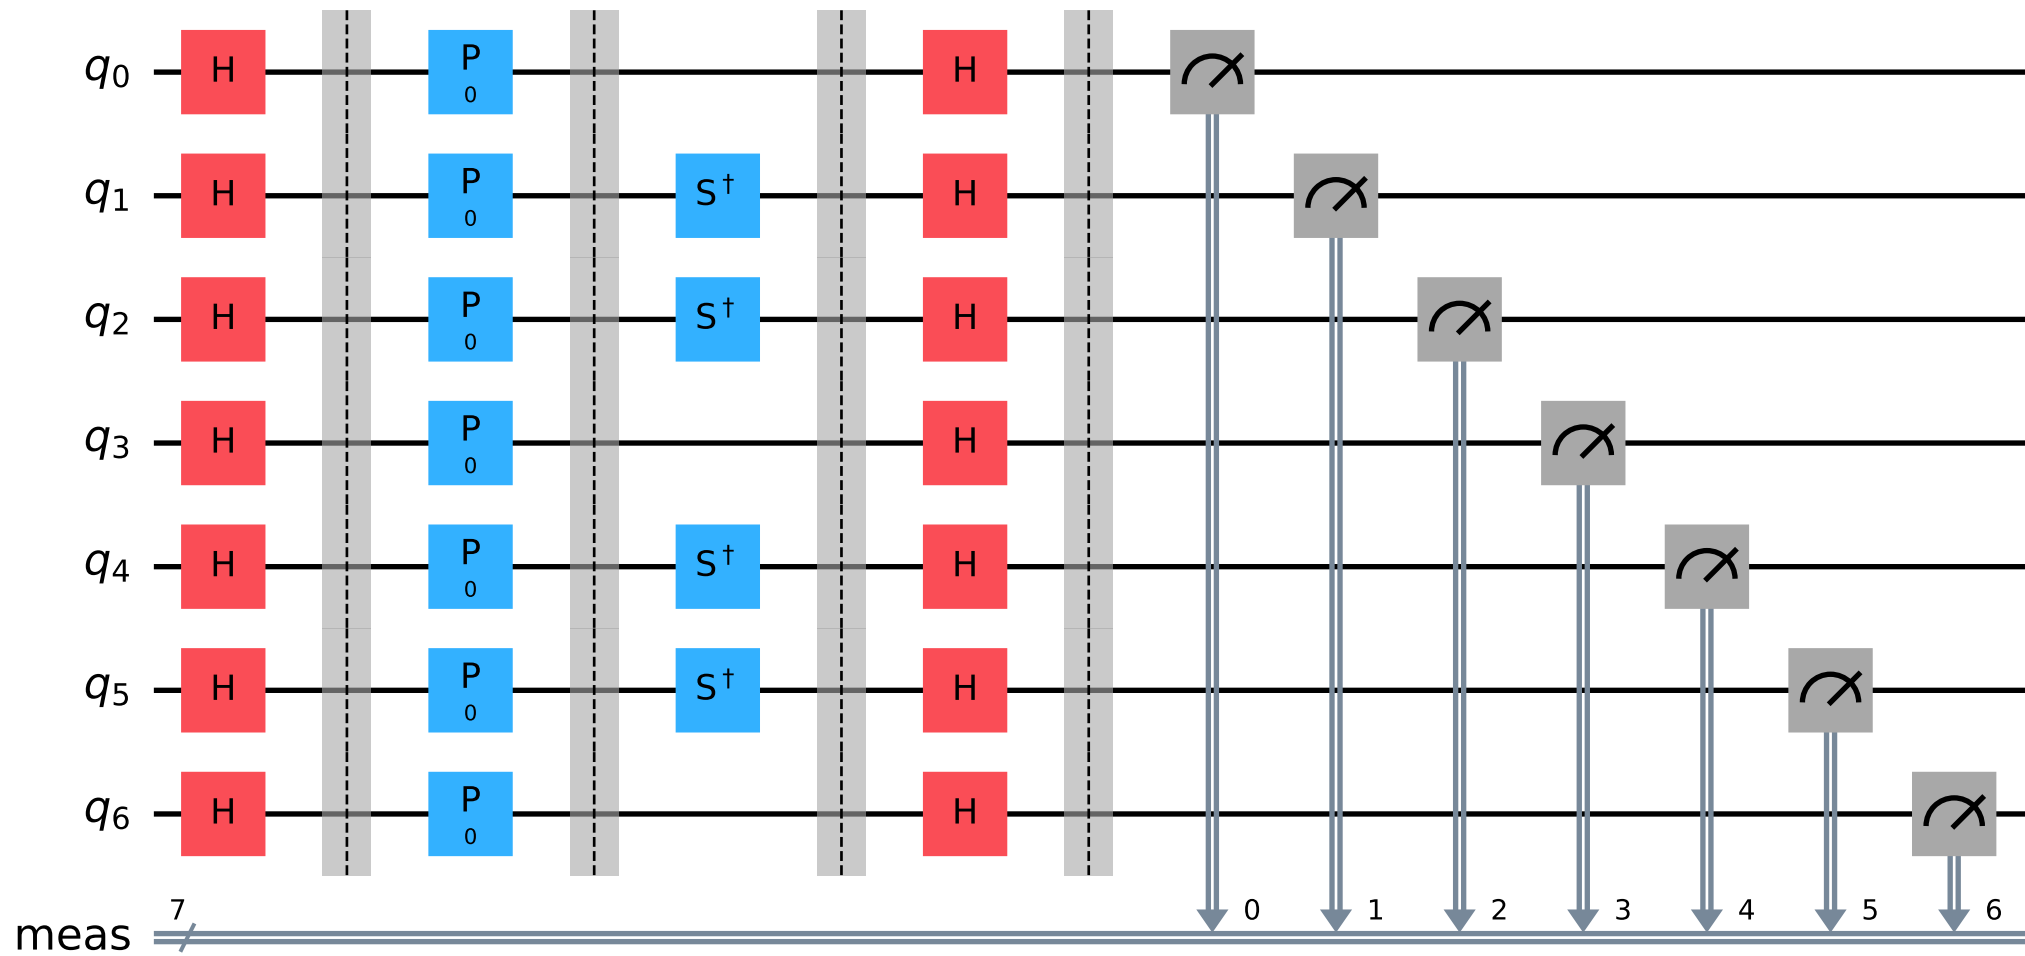 q0 H P 0 H
q1 H P 0 S† H
q2 H P 0 S† H
q3 H P 0 H
q4 H P 0 S† H
q5 H P 0 S† H
q6 H P 0 H
7 0 1 2 3 4 5 6
meas